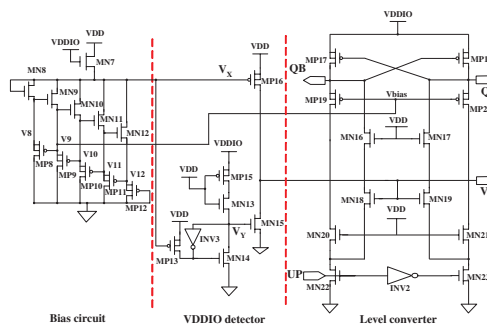 VDD
VDDIO
MN7
MN8
MN9
MN10
MN11
MN12
V8
V9
V10
V11
V12
MP8
MP9
MP10
MP11
MP12
Bias circuit
VDD
VX
MP16
VDDIO
VDD
MP15
MN13
VDD
VY
MN15
INV3
MP13
MN14
VDDIO detector
VDDIO
MP17
QB
MP19
Vbias
VDD
MN16
MN17
MN18
MN19
VDD
MN20
MN21
UP
MN22
INV2
Level converter